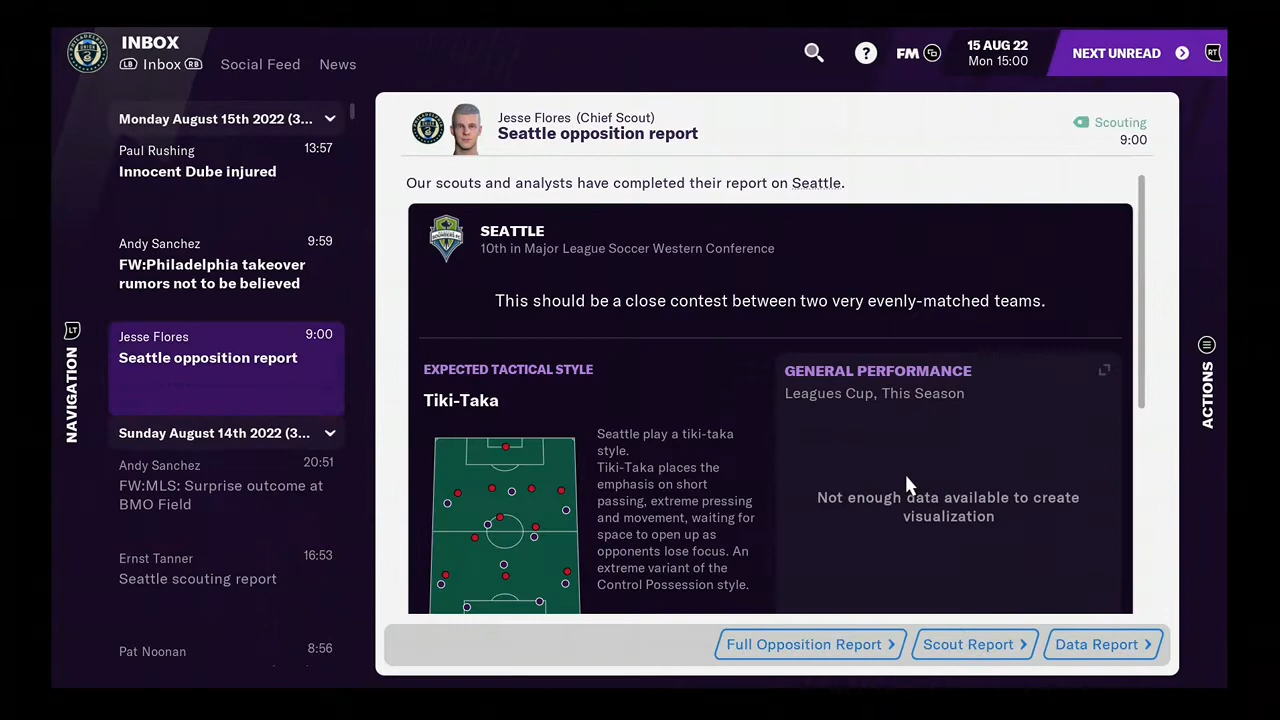 INBOX
LB Inbox RB Social Feed News
?
FM
15 AUG 22
Mon 15:00
NEXT UNREAD
RT
LT
NAVIGATION
Monday August 15th 2022 (3...
Paul Rushing 13:57
Innocent Dube injured
Andy Sanchez 9:59
FW:Philadelphia takeover
rumors not to be believed
Jesse Flores 9:00
Seattle opposition report
Sunday August 14th 2022 (3...
Andy Sanchez 20:51
FW:MLS: Surprise outcome at
BMO Field
Ernst Tanner 16:53
Seattle scouting report
Pat Noonan 8:56
Jesse Flores (Chief Scout)
Seattle opposition report
Scouting
9:00
Our scouts and analysts have completed their report on Seattle.
SEATTLE
10th in Major League Soccer Western Conference
This should be a close contest between two very evenly-matched teams.
EXPECTED TACTICAL STYLE
Tiki-Taka
Seattle play a tiki-taka
style.
Tiki-Taka places the
emphasis on short
passing, extreme pressing
and movement, waiting for
space to open up as
opponents lose focus. An
extreme variant of the
Control Possession style.
GENERAL PERFORMANCE
Leagues Cup, This Season
Not enough data available to create
visualization
Full Opposition Report
Scout Report
Data Report
ACTIONS